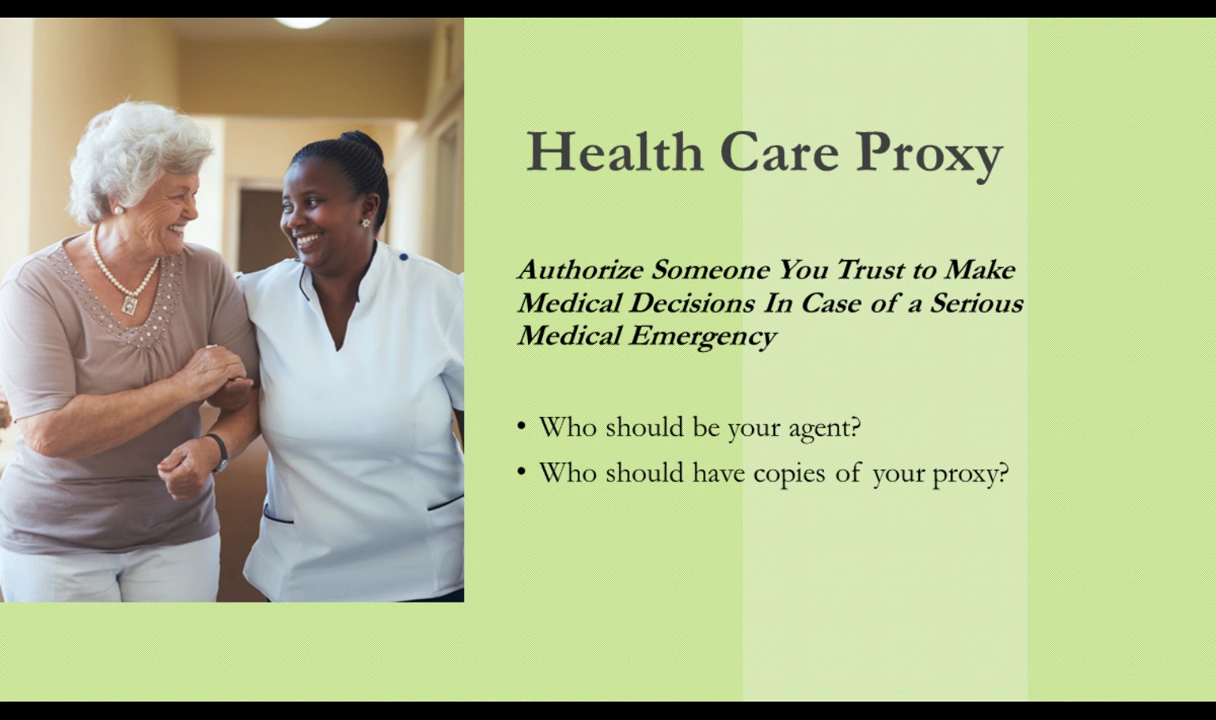 Health Care Proxy
Authorize Someone You Trust to Make
Medical Decisions In Case of a Serious
Medical Emergency
• Who should be your agent?
• Who should have copies of your proxy?